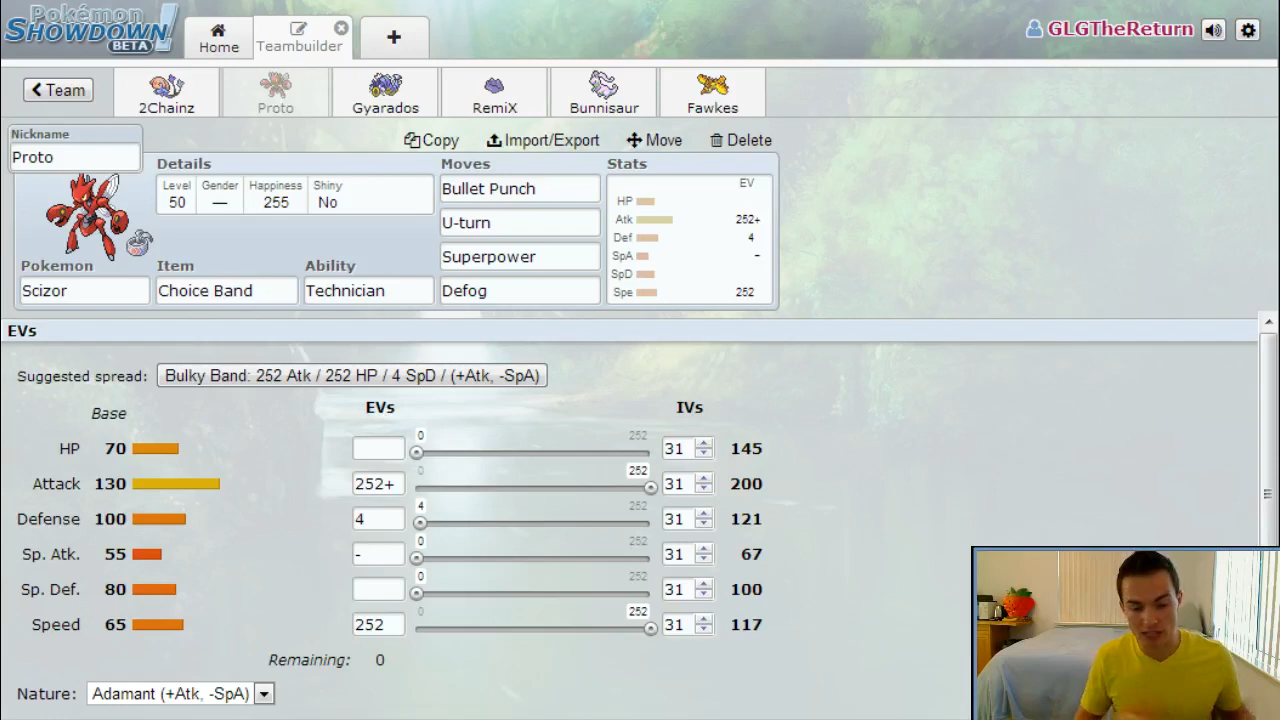 Pokémon
SHOWDOWN!
BETA
Home
Teambuilder
+
GLGTheReturn
Team
2Chainz
Proto
Gyarados
RemiX
Bunnisaur
Fawkes
Copy
Import/Export
Move
Delete
Nickname
Proto
Details
Level Gender Happiness Shiny
50 — 255 No
Pokemon Item Ability
Scizor Choice Band Technician
Moves
Bullet Punch
U-turn
Superpower
Defog
Stats
EV
HP
Atk 252+
Def 4
SpA -
SpD
Spe 252
EVs
Suggested spread: Bulky Band: 252 Atk / 252 HP / 4 SpD / (+Atk, -SpA)
Base EVs IVs
0 252
HP 70 31 145
0 252
Attack 130 252+ 31 200
4 252
Defense 100 4 31 121
0 252
Sp. Atk. 55 - 31 67
0 252
Sp. Def. 80 31 100
0 252
Speed 65 252 31 117
Remaining: 0
Nature: Adamant (+Atk, -SpA)